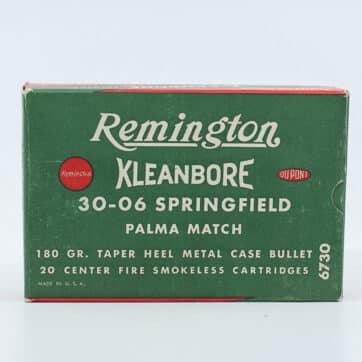 Remington
Remington
KLEANBORE
DU PONT
30-06 SPRINGFIELD
PALMA MATCH
180 GR. TAPER HEEL METAL CASE BULLET
20 CENTER FIRE SMOKELESS CARTRIDGES
6730
MADE IN U.S.A.